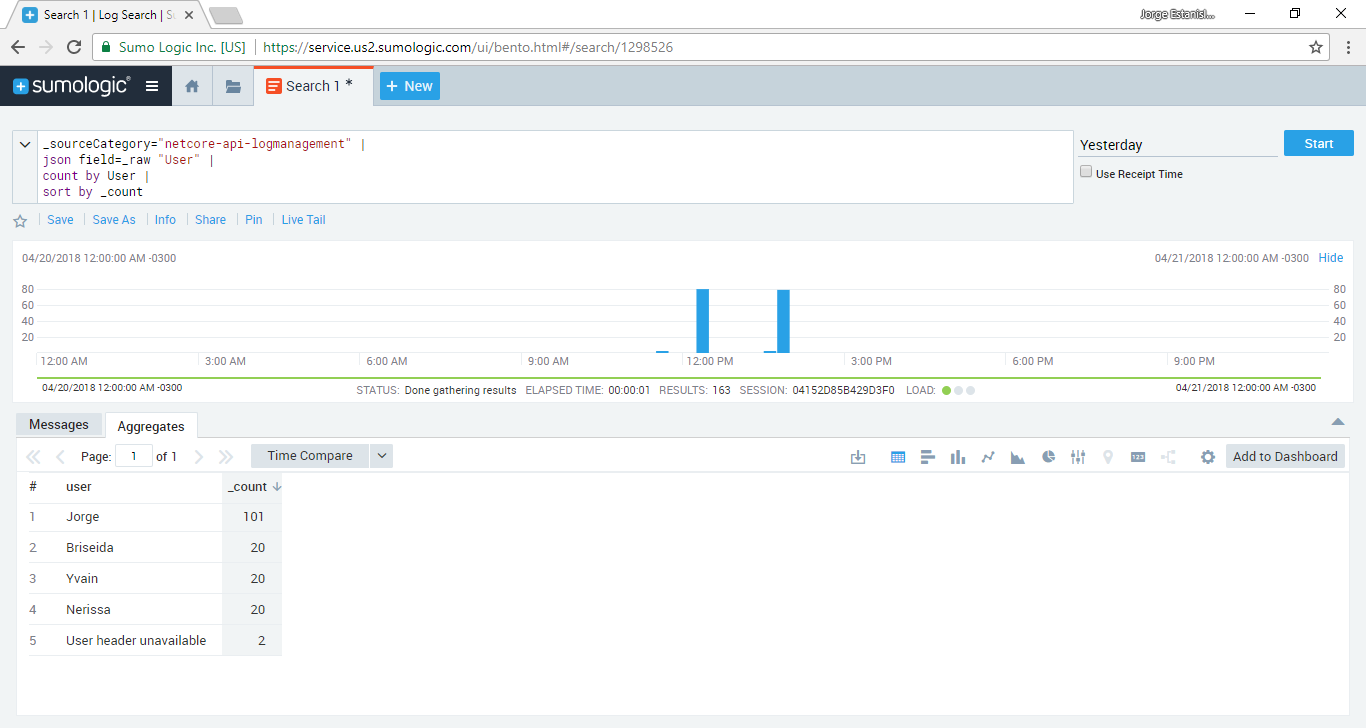 Search 1 | Log Search | Su
Jorge Estanisl...
Sumo Logic Inc. [US]
https://service.us2.sumologic.com/ui/bento.html#/search/1298526
sumologic®
Search 1 *
+ New
_sourceCategory="netcore-api-logmanagement" |
json field=_raw "User" |
count by User |
sort by _count
Yesterday
Start
Use Receipt Time
Save
Save As
Info
Share
Pin
Live Tail
04/20/2018 12:00:00 AM -0300
04/21/2018 12:00:00 AM -0300
Hide
80
60
40
20
80
60
40
20
12:00 AM
3:00 AM
6:00 AM
9:00 AM
12:00 PM
3:00 PM
6:00 PM
9:00 PM
04/20/2018 12:00:00 AM -0300
STATUS: Done gathering results
ELAPSED TIME: 00:00:01
RESULTS: 163
SESSION: 04152D85B429D3F0
LOAD:
04/21/2018 12:00:00 AM -0300
Messages
Aggregates
Page: 1 of 1
Time Compare
123
Add to Dashboard
# user _count
1 Jorge 101
2 Briseida 20
3 Yvain 20
4 Nerissa 20
5 User header unavailable 2